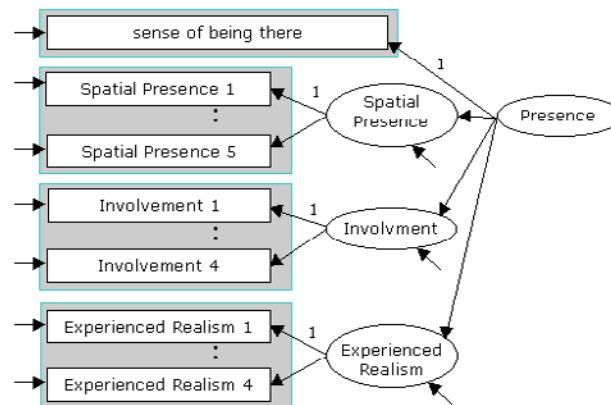 sense of being there
1
Spatial Presence 1
:
Spatial Presence 5
1
Spatial
Presence
Presence
Involvement 1
:
Involvement 4
1
Involvment
Experienced Realism 1
:
Experienced Realism 4
1
Experienced
Realism